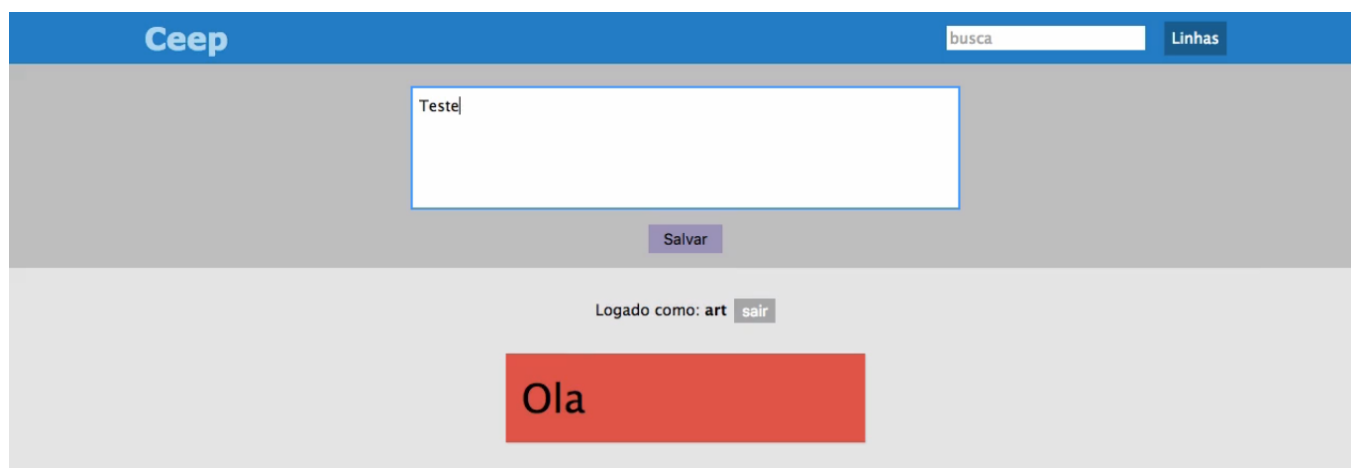 Ceep
busca
Linhas
Teste
Salvar
Logado como: art sair
Ola